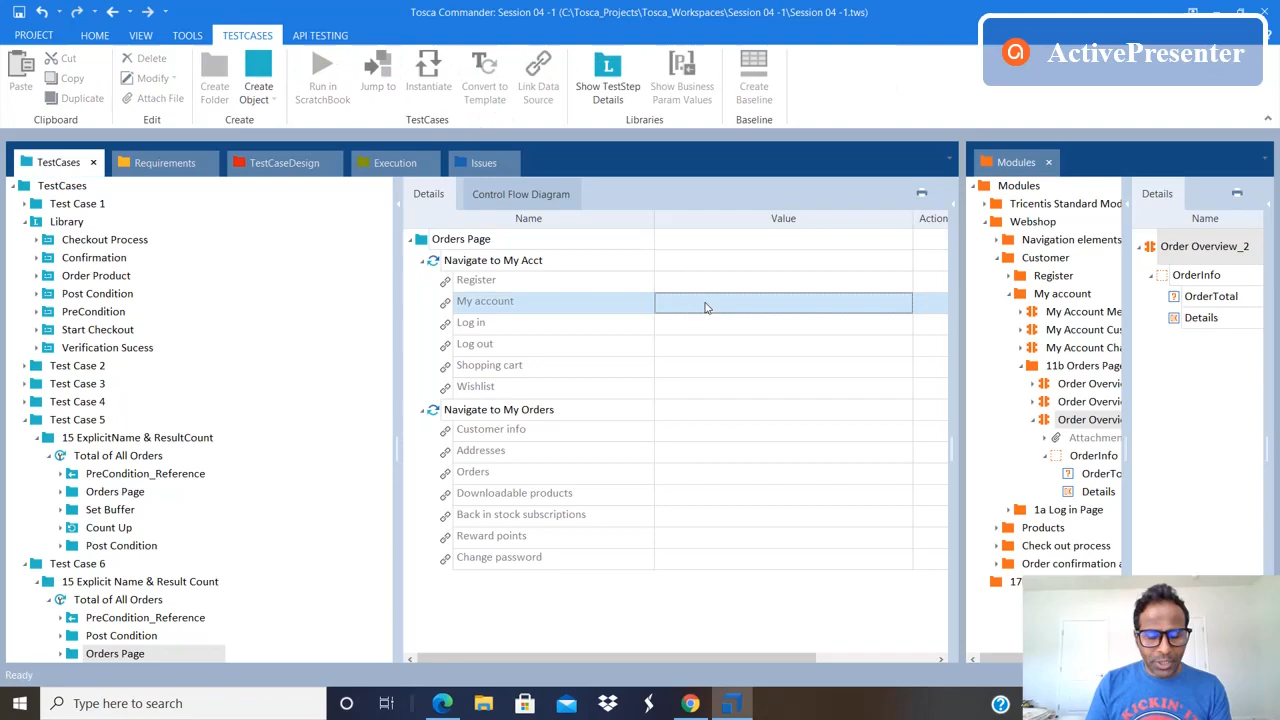 Tosca Commander: Session 04 -1 (C:\Tosca_Projects\Tosca_Workspaces\Session 04 -1\Session 04 -1.tws)
ActivePresenter
PROJECT HOME VIEW TOOLS TESTCASES API TESTING
Paste
Cut
Copy
Duplicate
Clipboard
Delete
Modify
Attach File
Edit
Create Folder
Create Object
Create
Run in ScratchBook
Jump to
Instantiate
Convert to Template
Link Data Source
TestCases
Show TestStep Details
Show Business Param Values
Libraries
Create Baseline
Baseline
TestCases × Requirements TestCaseDesign Execution Issues
TestCases
Test Case 1
Library
Checkout Process
Confirmation
Order Product
Post Condition
PreCondition
Start Checkout
Verification Sucess
Test Case 2
Test Case 3
Test Case 4
Test Case 5
15 ExplicitName & ResultCount
Total of All Orders
PreCondition_Reference
Orders Page
Set Buffer
Count Up
Post Condition
Test Case 6
15 Explicit Name & Result Count
Total of All Orders
PreCondition_Reference
Post Condition
Orders Page
Details Control Flow Diagram
Name Value Action
Orders Page
Navigate to My Acct
Register
My account
Log in
Log out
Shopping cart
Wishlist
Navigate to My Orders
Customer info
Addresses
Orders
Downloadable products
Back in stock subscriptions
Reward points
Change password
Modules ×
Modules
Tricentis Standard Mod
Webshop
Navigation elements
Customer
Register
My account
My Account Me
My Account Cus
My Account Cha
11b Orders Pag
Order Overvi
Order Overvi
Order Overvi
Attachmen
OrderInfo
OrderTo
Details
1a Log in Page
Products
Check out process
Order confirmation a
17
Details
Name
Order Overview_2
OrderInfo
OrderTotal
Details
Ready
Type here to search
KICKIN' I